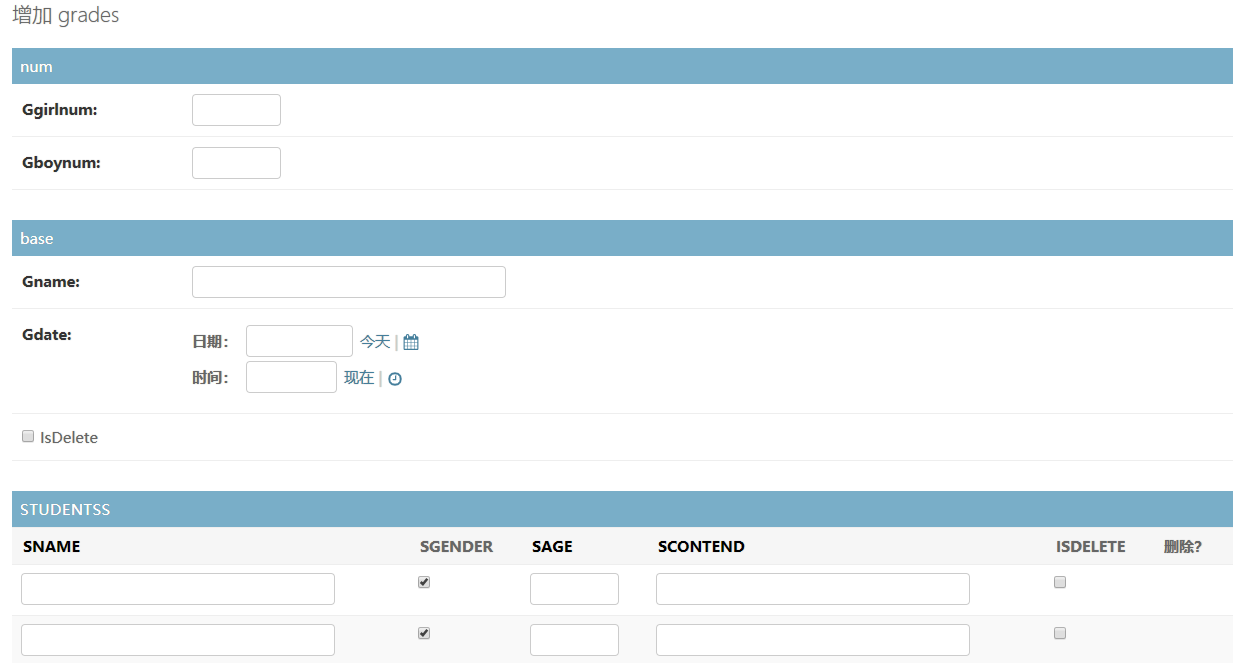 增加 grades
num
Ggirlnum:
Gboynum:
base
Gname:
Gdate:
日期： 今天 |
时间： 现在 |
IsDelete
STUDENTSS
SNAME SGENDER SAGE SCONTEND ISDELETE 删除?